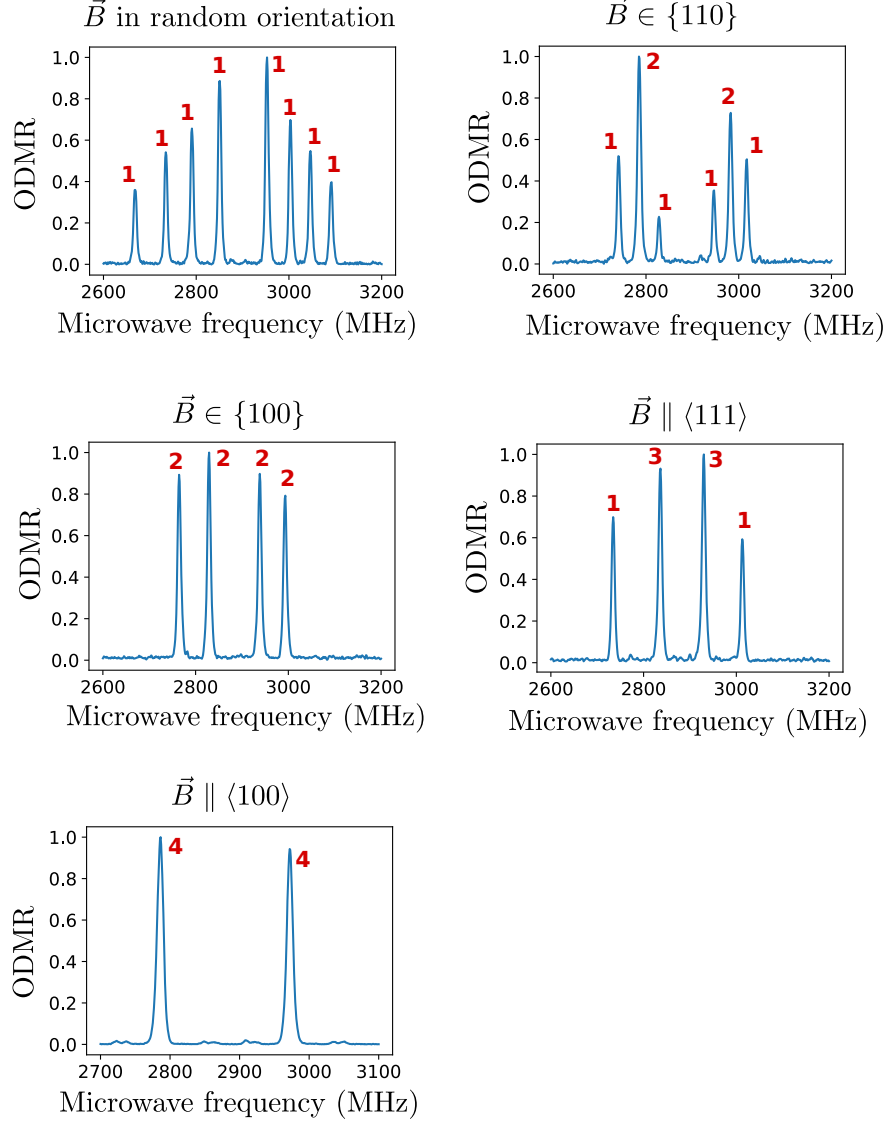 B⃗ in random orientation
1 1 1 1 1 1 1 1
1.0
0.8
0.6
0.4
0.2
0.0
ODMR
2600 2800 3000 3200
Microwave frequency (MHz)
B⃗ ∈ {110}
1 2 1 1 2 1
1.0
0.8
0.6
0.4
0.2
0.0
ODMR
2600 2800 3000 3200
Microwave frequency (MHz)
B⃗ ∈ {100}
2 2 2 2
1.0
0.8
0.6
0.4
0.2
0.0
ODMR
2600 2800 3000 3200
Microwave frequency (MHz)
B⃗ ∥ ⟨111⟩
1 3 3 1
1.0
0.8
0.6
0.4
0.2
0.0
ODMR
2600 2800 3000 3200
Microwave frequency (MHz)
B⃗ ∥ ⟨100⟩
4 4
1.0
0.8
0.6
0.4
0.2
0.0
ODMR
2700 2800 2900 3000 3100
Microwave frequency (MHz)